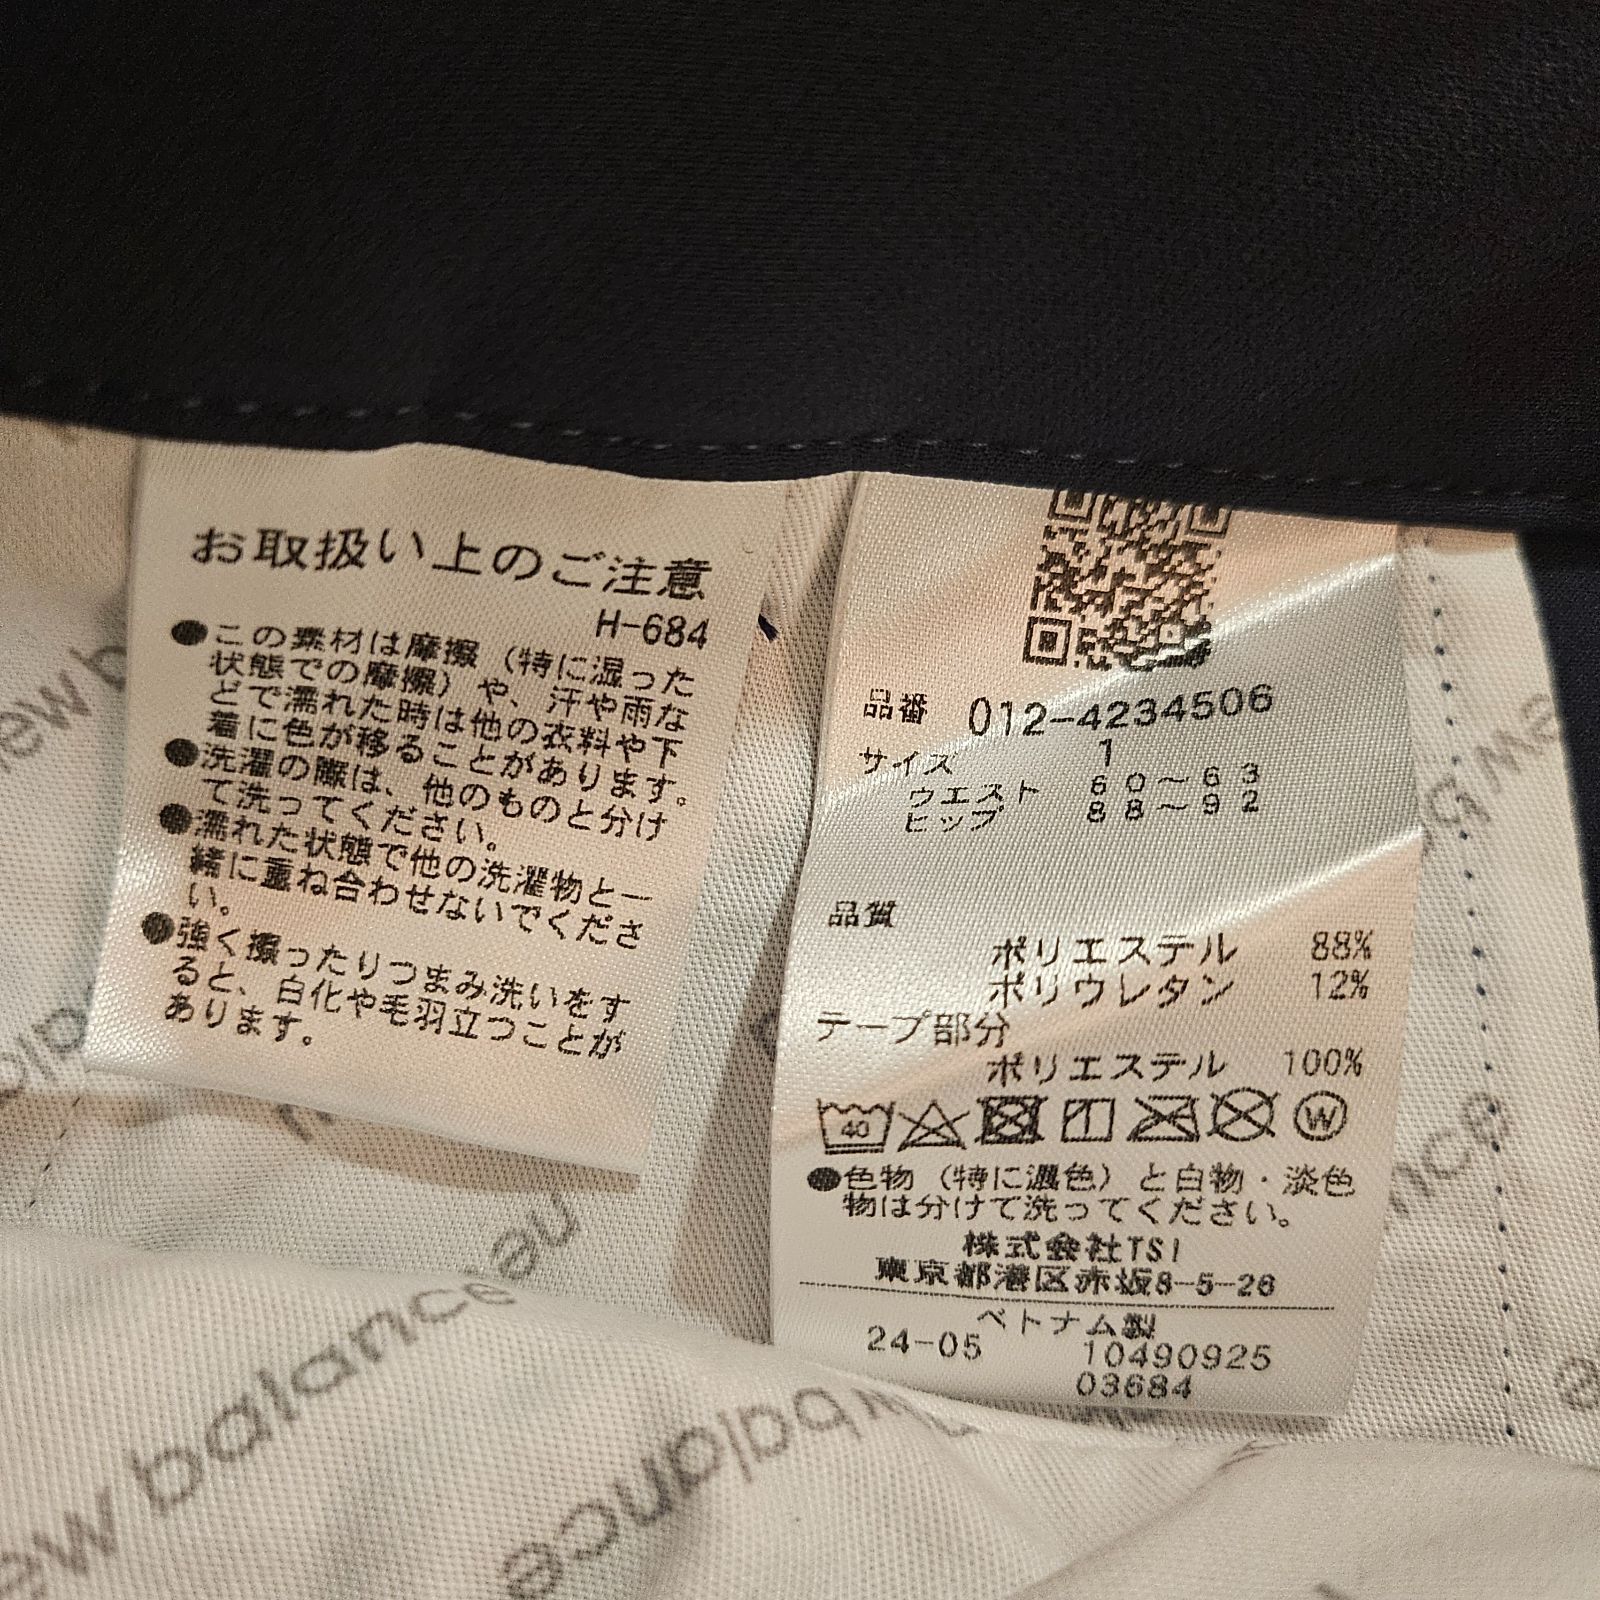 お取扱い上のご注意
H-684
●この素材は摩擦（特に湿った
状態での摩擦）や、汗や雨な
どで濡れた時は他の衣料や下
着に色が移ることがあります。
●洗濯の際は、他のものと分け
て洗ってください。
●濡れた状態で他の洗濯物と一
緒に重ね合わせないでくださ
い。
●強く擦ったりつまみ洗いをす
ると、白化や毛羽立つことが
あります。
品番 012-4234506
サイズ 1
ウエスト 60～63
ヒップ 88～92
品質
ポリエステル 88%
ポリウレタン 12%
テープ部分
ポリエステル 100%
40 W
●色物（特に濃色）と白物・淡色
物は分けて洗ってください。
株式会社TSI
東京都港区赤坂8-5-26
ベトナム製
24-05 10490925
03684
new balance
balance